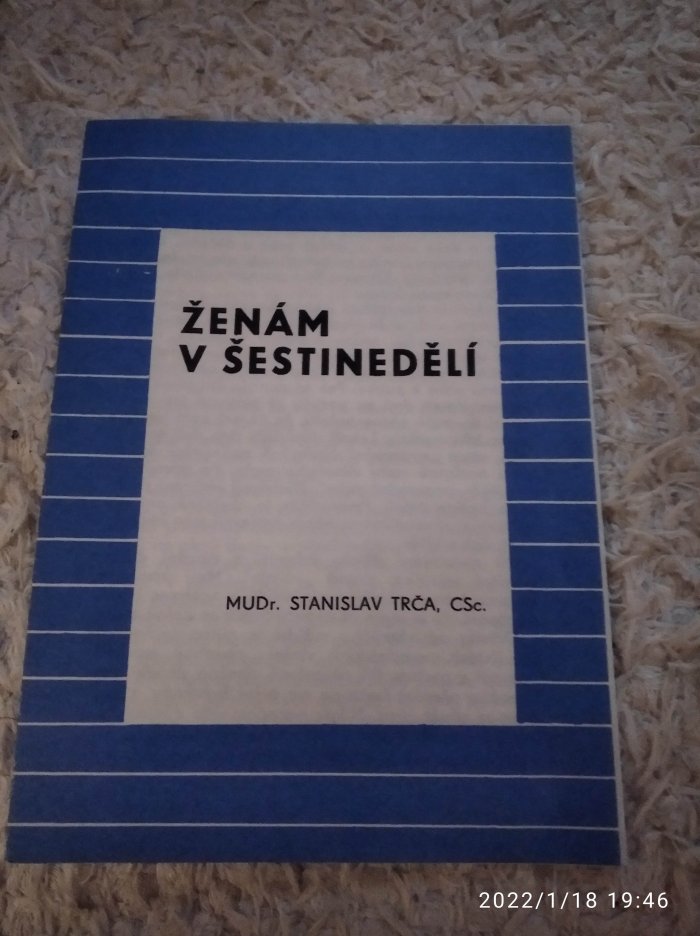 ŽENÁM
V ŠESTINEDĚLÍ
MUDr. STANISLAV TRČA, CSc.
2022/1/18 19:46